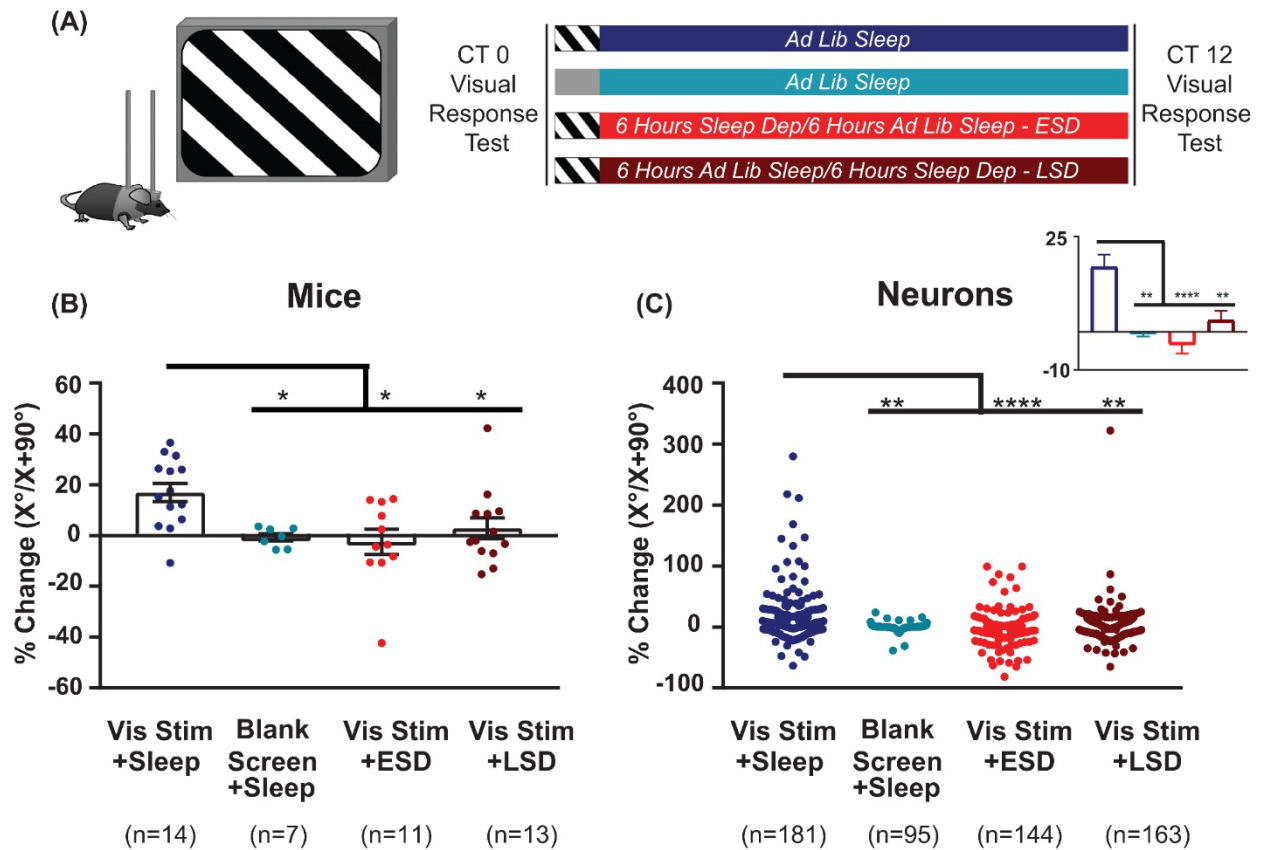 (A)
CT 0
Visual
Response
Test
Ad Lib Sleep
Ad Lib Sleep
6 Hours Sleep Dep/6 Hours Ad Lib Sleep - ESD
6 Hours Ad Lib Sleep/6 Hours Sleep Dep - LSD
CT 12
Visual
Response
Test
(B)
Mice
% Change (X°/X+90°)
60
40
20
0
-20
-40
-60
* * *
Vis Stim
+Sleep
Blank
Screen
+Sleep
Vis Stim
+ESD
Vis Stim
+LSD
(n=14)
(n=7)
(n=11)
(n=13)
(C)
Neurons
25
-10
** **** **
% Change (X°/X+90°)
400
300
200
100
0
-100
** **** **
Vis Stim
+Sleep
Blank
Screen
+Sleep
Vis Stim
+ESD
Vis Stim
+LSD
(n=181)
(n=95)
(n=144)
(n=163)